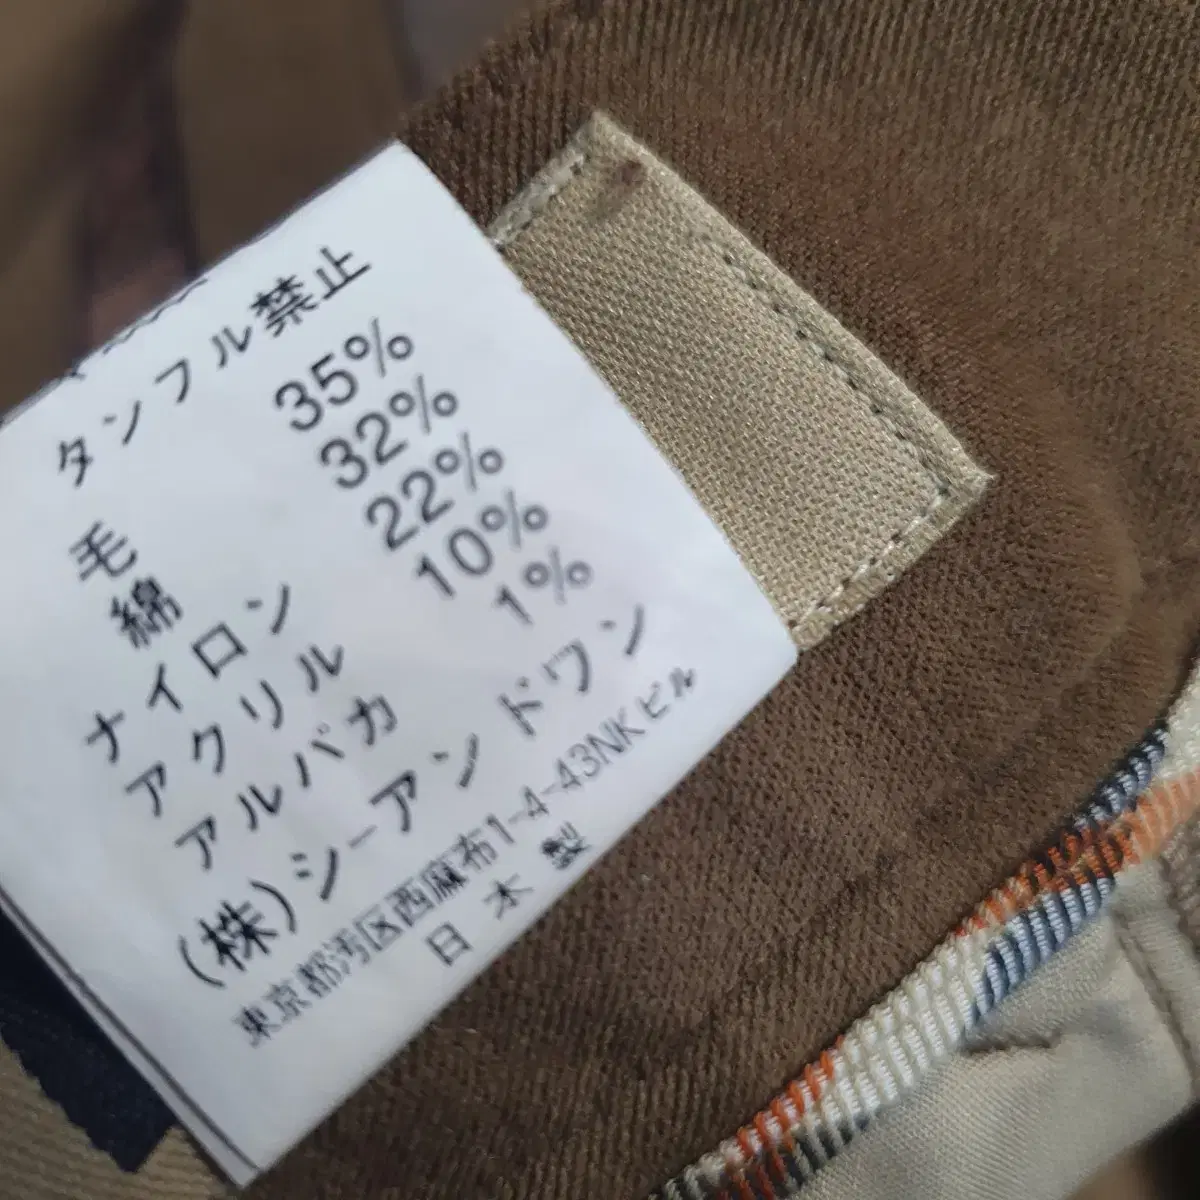 タンブル禁止
毛 35%
綿 32%
ナイロン 22%
アクリル 10%
アルパカ 1%
(株)シーアンドワン
東京都港区西麻布1-4-43NKビル
日本製